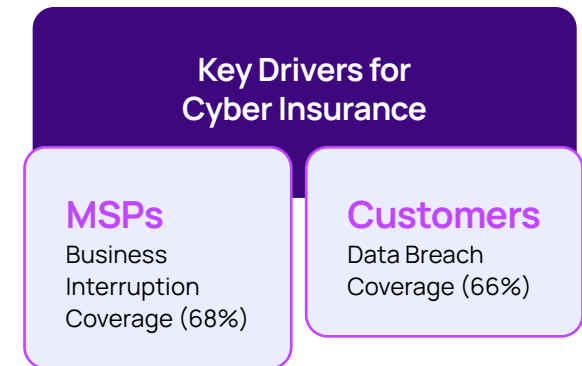 Key Drivers for
Cyber Insurance
MSPs
Business
Interruption
Coverage (68%)
Customers
Data Breach
Coverage (66%)